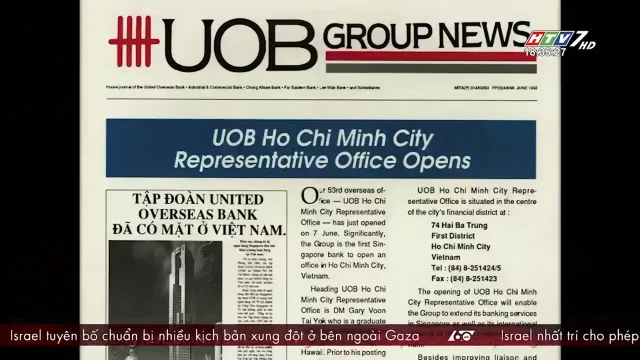 UOB GROUP NEWS
HTV7 HD
18:35:27
House journal of the United Overseas Bank • Industrial & Commercial Bank • Chung Khiaw Bank • Far Eastern Bank • Lee Wah Bank and Subsidiaries
JUNE 1993
UOB Ho Chi Minh City
Representative Office Opens
TẬP ĐOÀN UNITED
OVERSEAS BANK
ĐÃ CÓ MẶT Ở VIỆT NAM.
Our 53rd overseas of-
fice — UOB Ho Chi
Minh City Representative
Office — has just opened
on 7 June. Significantly,
the Group is the first Sin-
gapore bank to open an
office in Ho Chi Minh City,
Vietnam.
Heading UOB Ho Chi
Minh City Representative
Office is DM Gary Voon
Tai Yok who is a graduate
Hawaii. Prior to his posting
UOB Ho Chi Minh City Repre-
sentative Office is situated in the centre
of the city's financial district at :
74 Hai Ba Trung
First District
Ho Chi Minh City
Vietnam
Tel : (84) 8-251424/5
Fax : (84) 8-251423
The opening of UOB Ho Chi Minh
City Representative Office will enable
the Group to extend its banking services
in Singapore as well as its international
Besides improving liaison and
Israel tuyên bố chuẩn bị nhiều kịch bản xung đột ở bên ngoài Gaza
60
Israel nhất trí cho phép